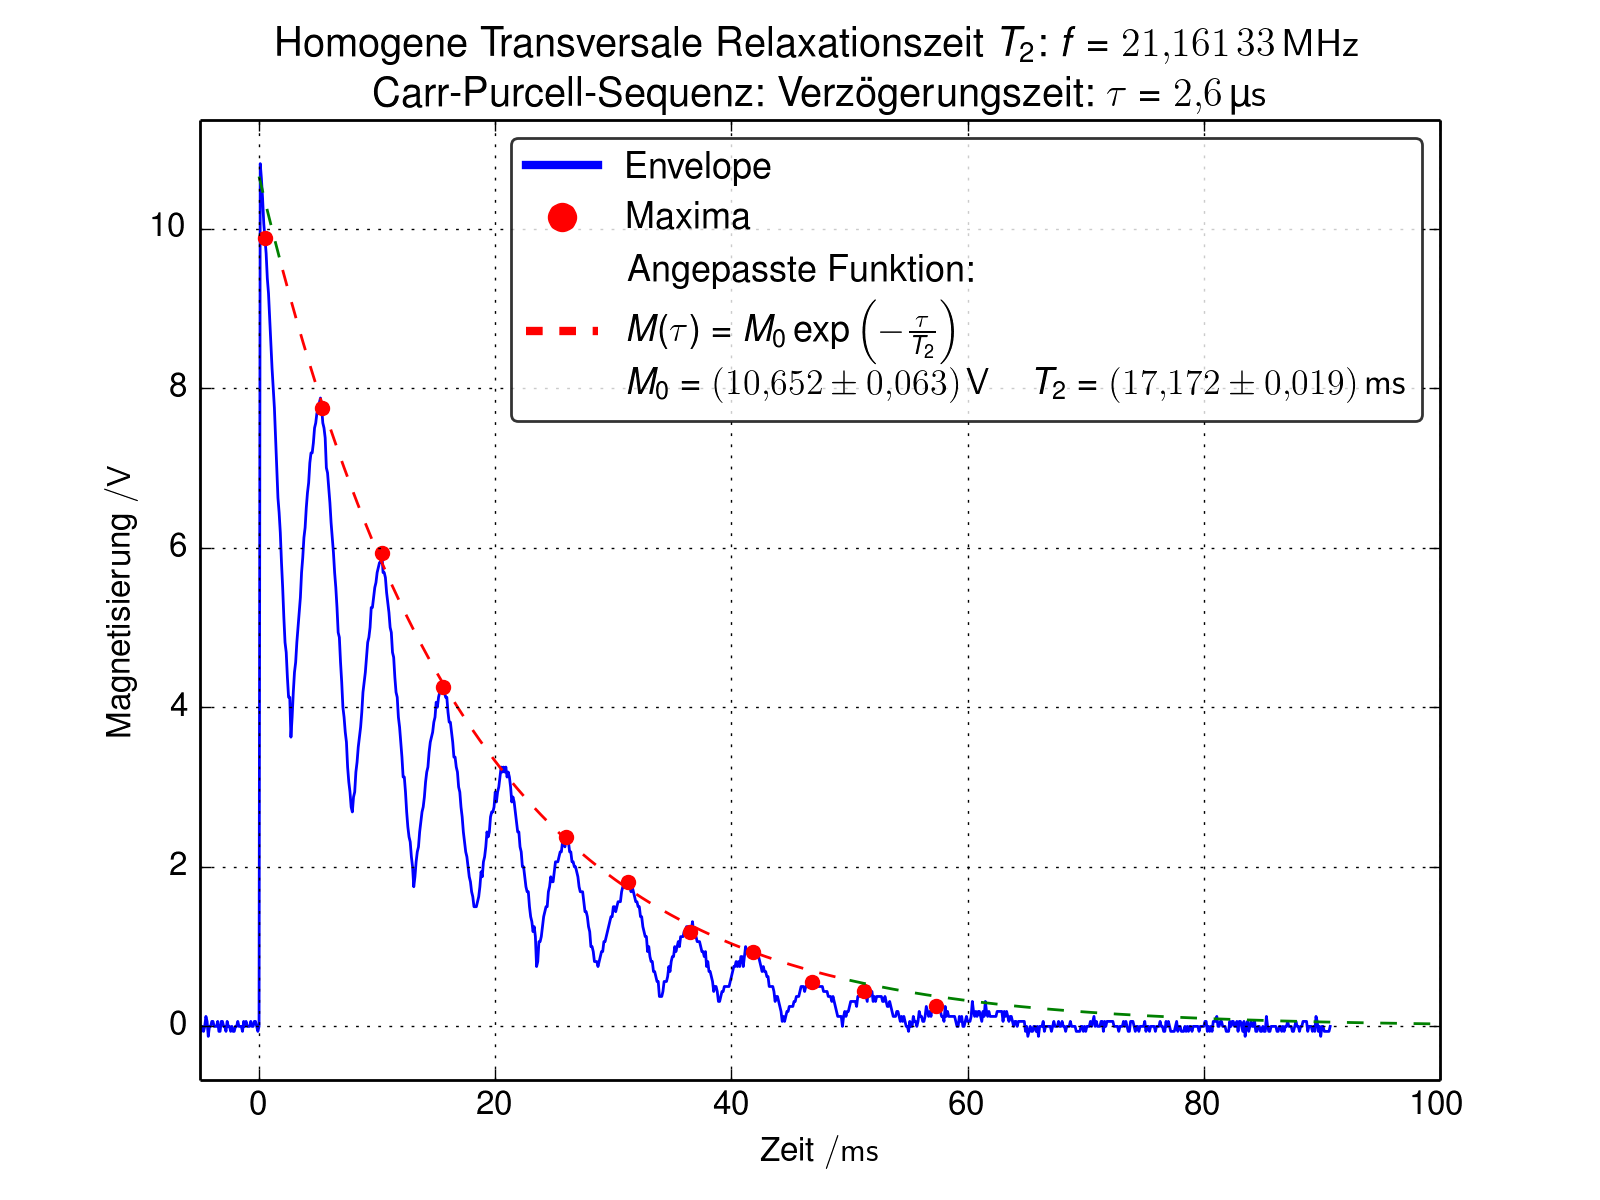 Homogene Transversale Relaxationszeit T₂: f = 21,161 33 MHz
Carr-Purcell-Sequenz: Verzögerungszeit: τ = 2,6 µs
Envelope
Maxima
Angepasste Funktion:
M(τ) = M₀ exp (− τ/T₂)
M₀ = (10,652 ± 0,063) V T₂ = (17,172 ± 0,019) ms
10
8
6
4
2
0
Magnetisierung /V
0 20 40 60 80 100
Zeit /ms